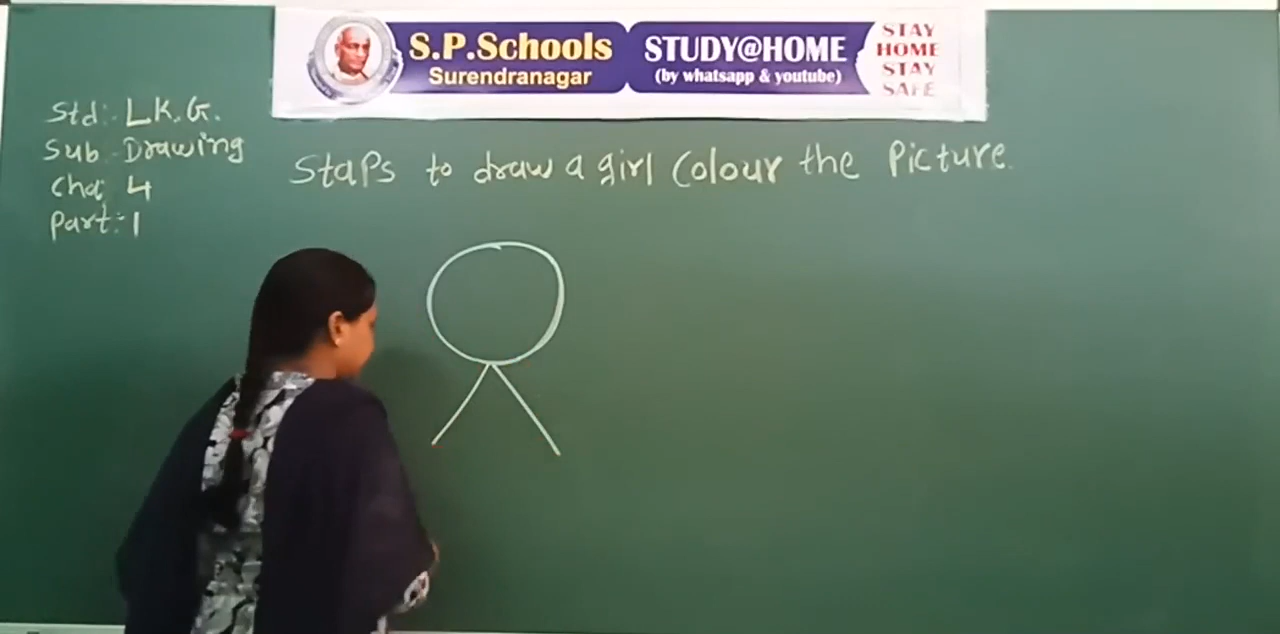 S.P.Schools
Surendranagar
STUDY@HOME
(by whatsapp & youtube)
STAY
HOME
STAY
SAFE
Std:- L.K.G.
Sub Drawing
Cha; 4
Part:-1
Staps to draw a girl Colour the Picture.